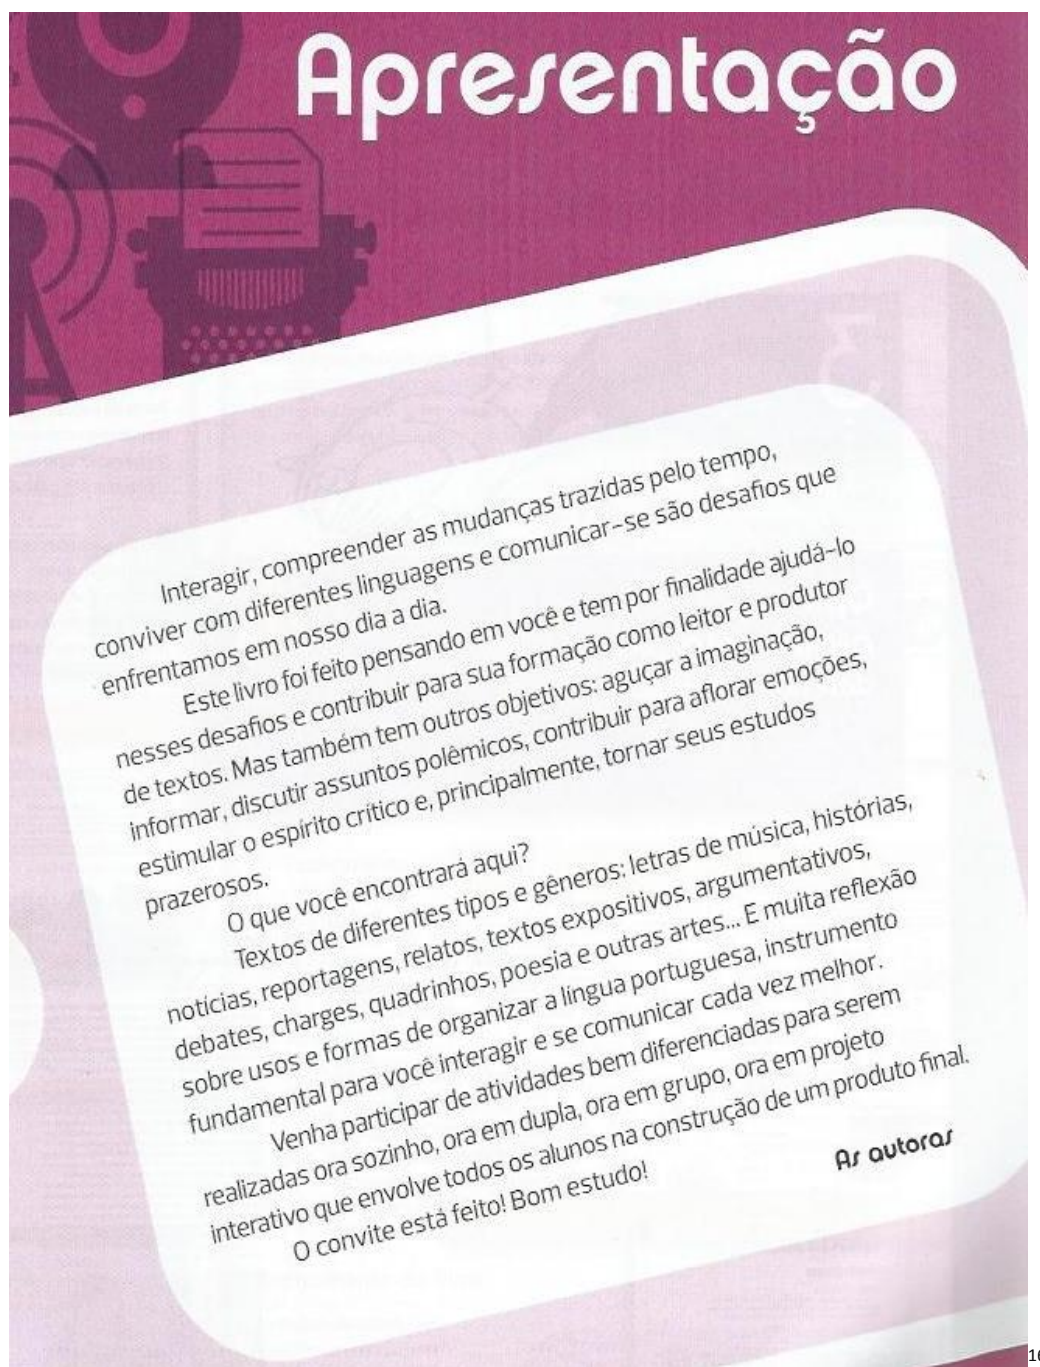 Apresentação
Interagir, compreender as mudanças trazidas pelo tempo,
conviver com diferentes linguagens e comunicar-se são desafios que
enfrentamos em nosso dia a dia.
Este livro foi feito pensando em você e tem por finalidade ajudá-lo
nesses desafios e contribuir para sua formação como leitor e produtor
de textos. Mas também tem outros objetivos: aguçar a imaginação,
informar, discutir assuntos polêmicos, contribuir para aflorar emoções,
estimular o espírito crítico e, principalmente, tornar seus estudos
prazerosos.
O que você encontrará aqui?
Textos de diferentes tipos e gêneros: letras de música, histórias,
notícias, reportagens, relatos, textos expositivos, argumentativos,
debates, charges, quadrinhos, poesia e outras artes... E muita reflexão
sobre usos e formas de organizar a língua portuguesa, instrumento
fundamental para você interagir e se comunicar cada vez melhor.
Venha participar de atividades bem diferenciadas para serem
realizadas ora sozinho, ora em dupla, ora em grupo, ora em projeto
interativo que envolve todos os alunos na construção de um produto final.
O convite está feito! Bom estudo!
As autoras